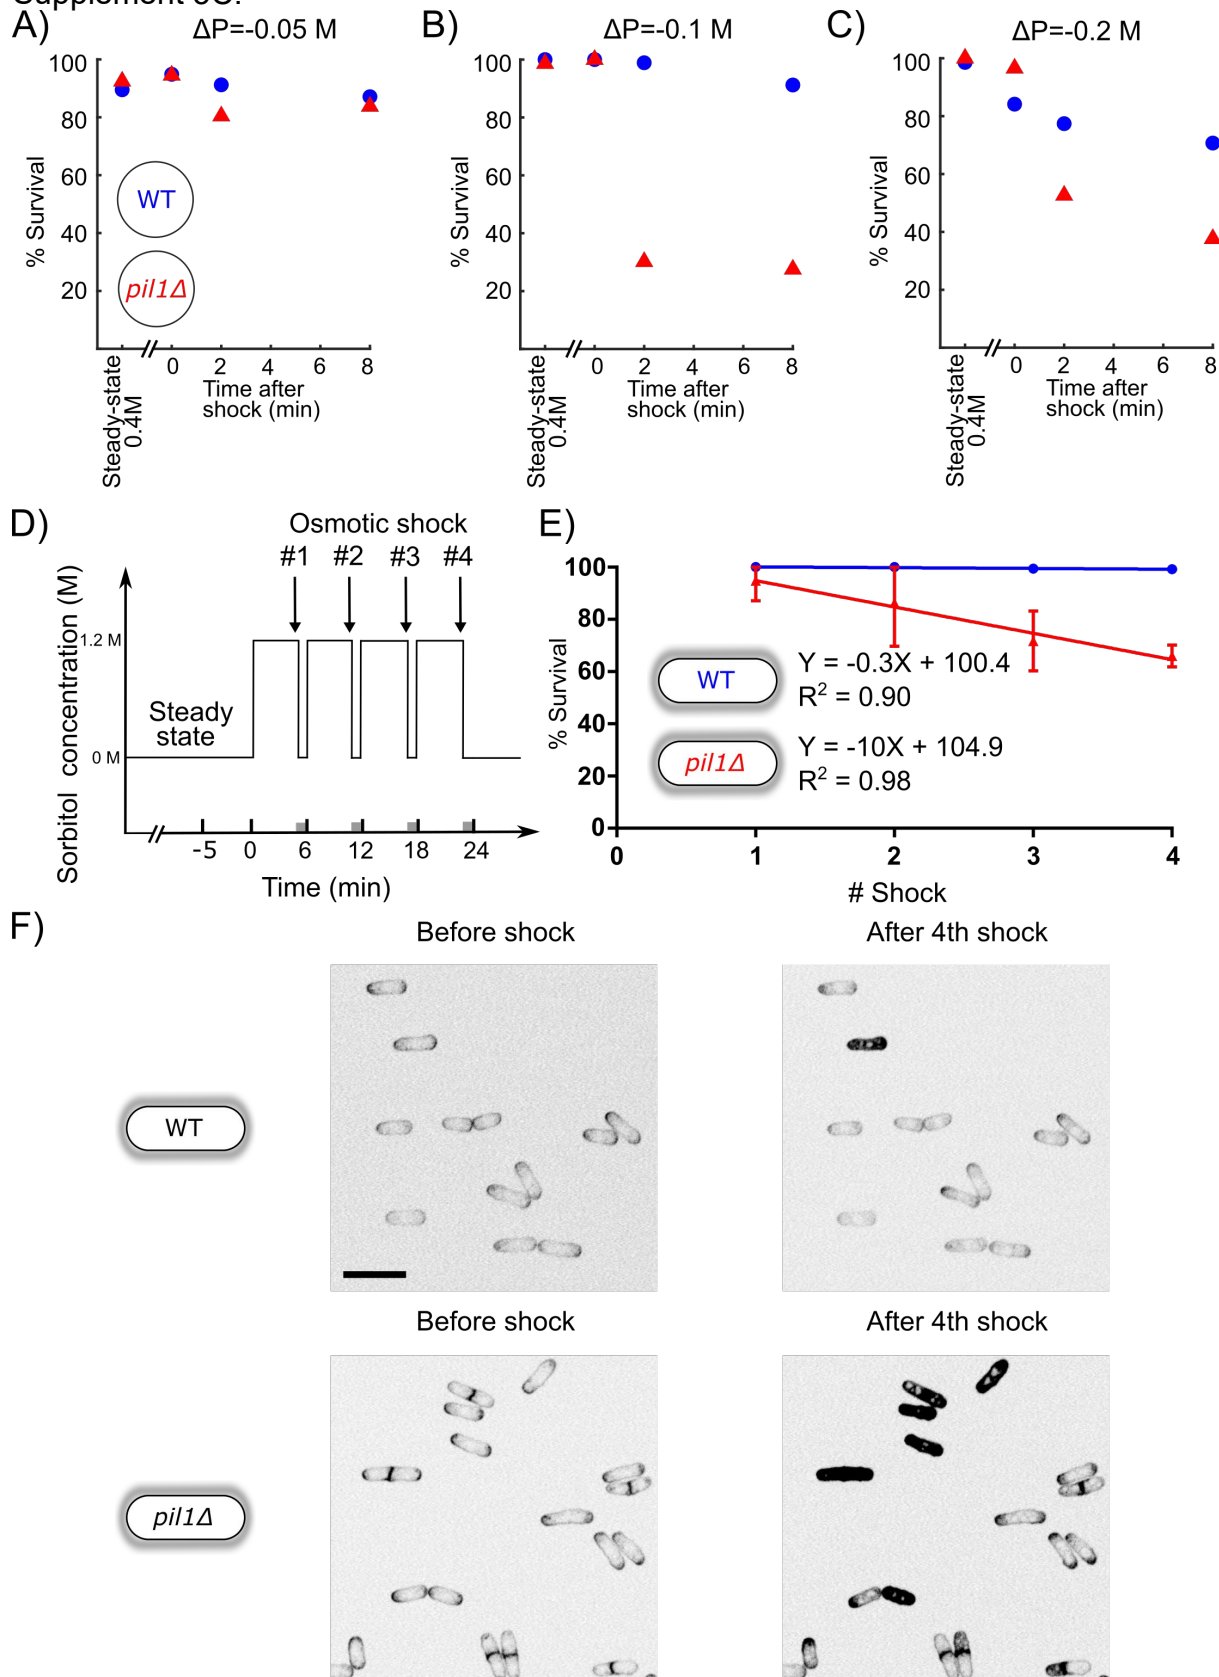 Supplement 3C.
A)
ΔP=-0.05 M
B)
ΔP=-0.1 M
C)
ΔP=-0.2 M
100
80
60
40
20
% Survival
WT
pil1Δ
Steady-state
0.4M
0
2
4
6
8
Time after
shock (min)
100
80
60
40
20
% Survival
Steady-state
0.4M
0
2
4
6
8
Time after
shock (min)
100
80
60
40
20
% Survival
Steady-state
0.4M
0
2
4
6
8
Time after
shock (min)
D)
Osmotic shock
#1
#2
#3
#4
Sorbitol concentration (M)
1.2 M
Steady
state
0 M
-5
0
6
12
18
24
Time (min)
E)
100
80
60
40
20
0
% Survival
WT
Y = -0.3X + 100.4
R² = 0.90
pil1Δ
Y = -10X + 104.9
R² = 0.98
0
1
2
3
4
# Shock
F)
Before shock
After 4th shock
WT
Before shock
After 4th shock
pil1Δ